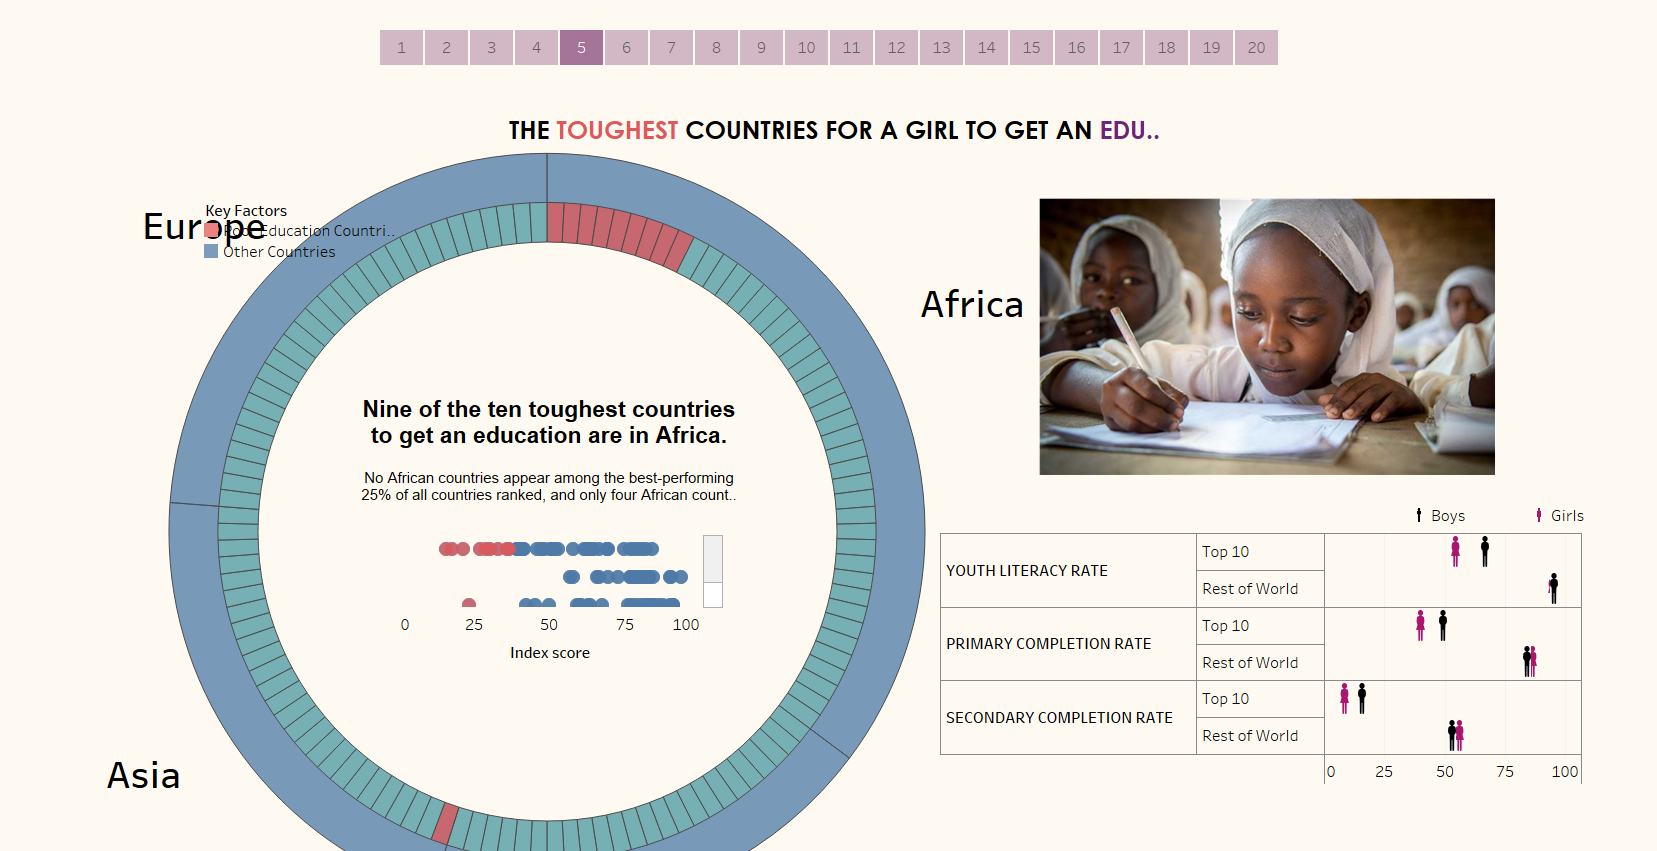 1 2 3 4 5 6 7 8 9 10 11 12 13 14 15 16 17 18 19 20
THE TOUGHEST COUNTRIES FOR A GIRL TO GET AN EDU..
Europe
Key Factors
Poor Education Countri..
Other Countries
Africa
Asia
Nine of the ten toughest countries
to get an education are in Africa.
No African countries appear among the best-performing
25% of all countries ranked, and only four African count..
0 25 50 75 100
Index score
Boys Girls
YOUTH LITERACY RATE
Top 10
Rest of World
PRIMARY COMPLETION RATE
Top 10
Rest of World
SECONDARY COMPLETION RATE
Top 10
Rest of World
0 25 50 75 100